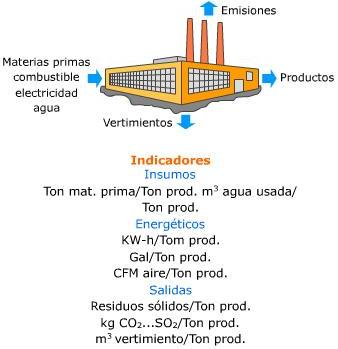 Emisiones
Materias primas
combustible
electricidad
agua
Productos
Vertimientos
Indicadores
Insumos
Ton mat. prima/Ton prod. m³ agua usada/
Ton prod.
Energéticos
KW-h/Tom prod.
Gal/Ton prod.
CFM aire/Ton prod.
Salidas
Residuos sólidos/Ton prod.
kg CO₂...SO₂/Ton prod.
m³ vertimiento/Ton prod.